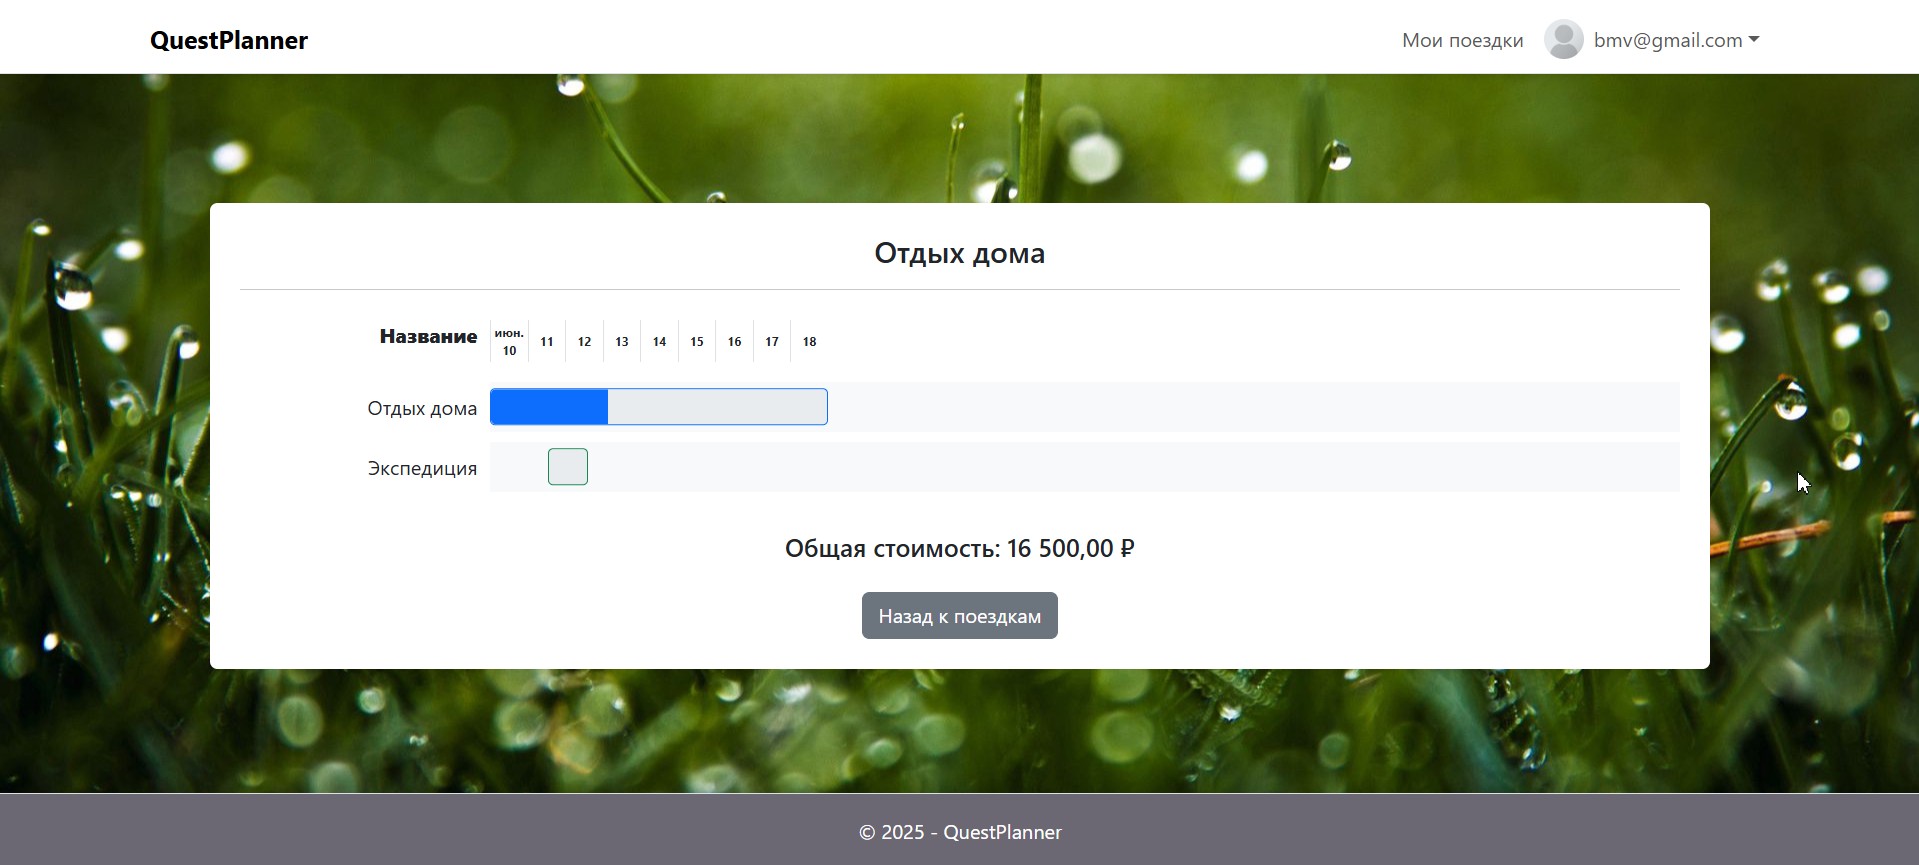 QuestPlanner
Мои поездки
bmv@gmail.com
Отдых дома
Название
июн.
10 11 12 13 14 15 16 17 18
Отдых дома
Экспедиция
Общая стоимость: 16 500,00 ₽
Назад к поездкам
© 2025 - QuestPlanner